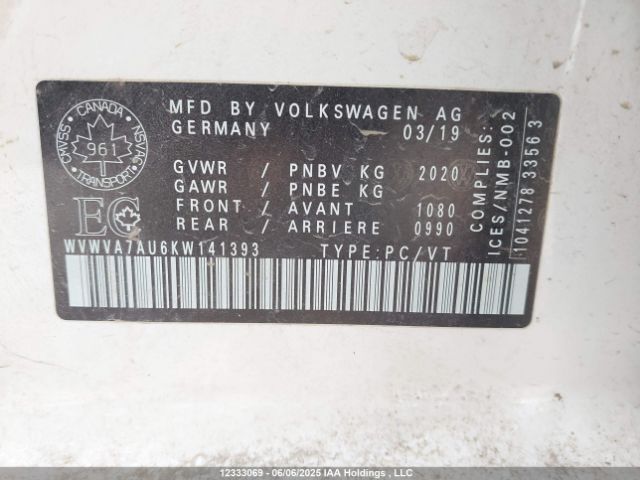 CANADA
CMVSS
NSVAC
961
TRANSPORT
EC
MFD BY VOLKSWAGEN AG
GERMANY 03/19
GVWR / PNBV KG 2020
GAWR / PNBE KG
FRONT / AVANT 1080
REAR / ARRIERE 0990
WVWVA7AU6KW141393 TYPE:PC/VT
COMPLIES:
ICES/NMB-002
1041278 33563
12333069 - 06/06/2025 IAA Holdings , LLC